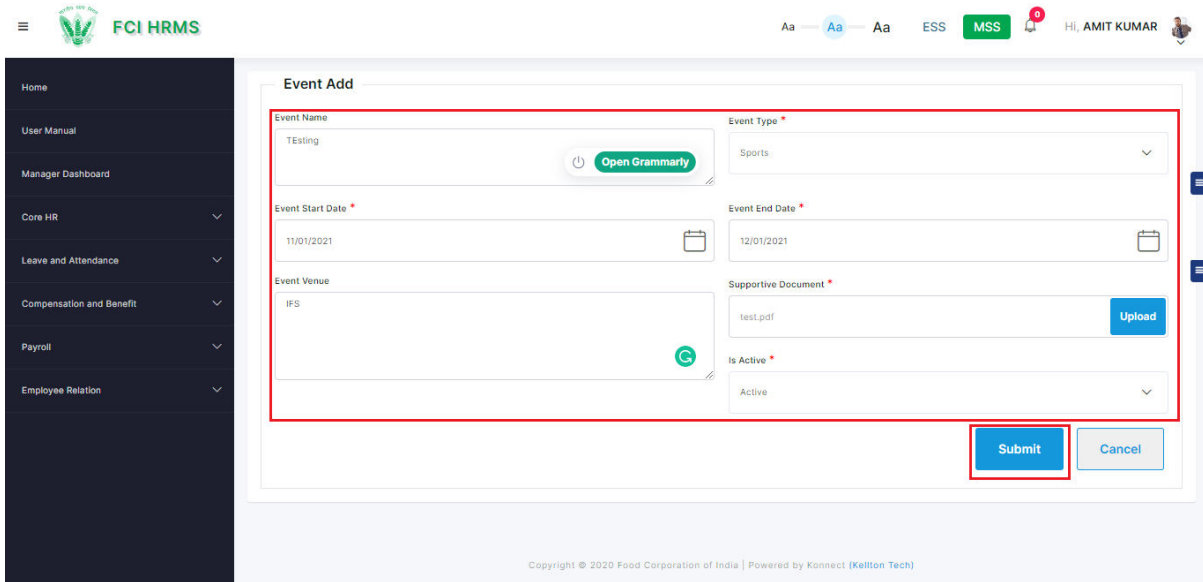 FCI HRMS
Aa Aa Aa ESS MSS 0 Hi, AMIT KUMAR
Home
User Manual
Manager Dashboard
Core HR
Leave and Attendance
Compensation and Benefit
Payroll
Employee Relation
Event Add
Event Name
TEsting
Open Grammarly
Event Type *
Sports
Event Start Date *
11/01/2021
Event End Date *
12/01/2021
Event Venue
IFS
Supportive Document *
test.pdf
Upload
Is Active *
Active
Submit Cancel
Copyright © 2020 Food Corporation of India | Powered by Konnect (Kellton Tech)